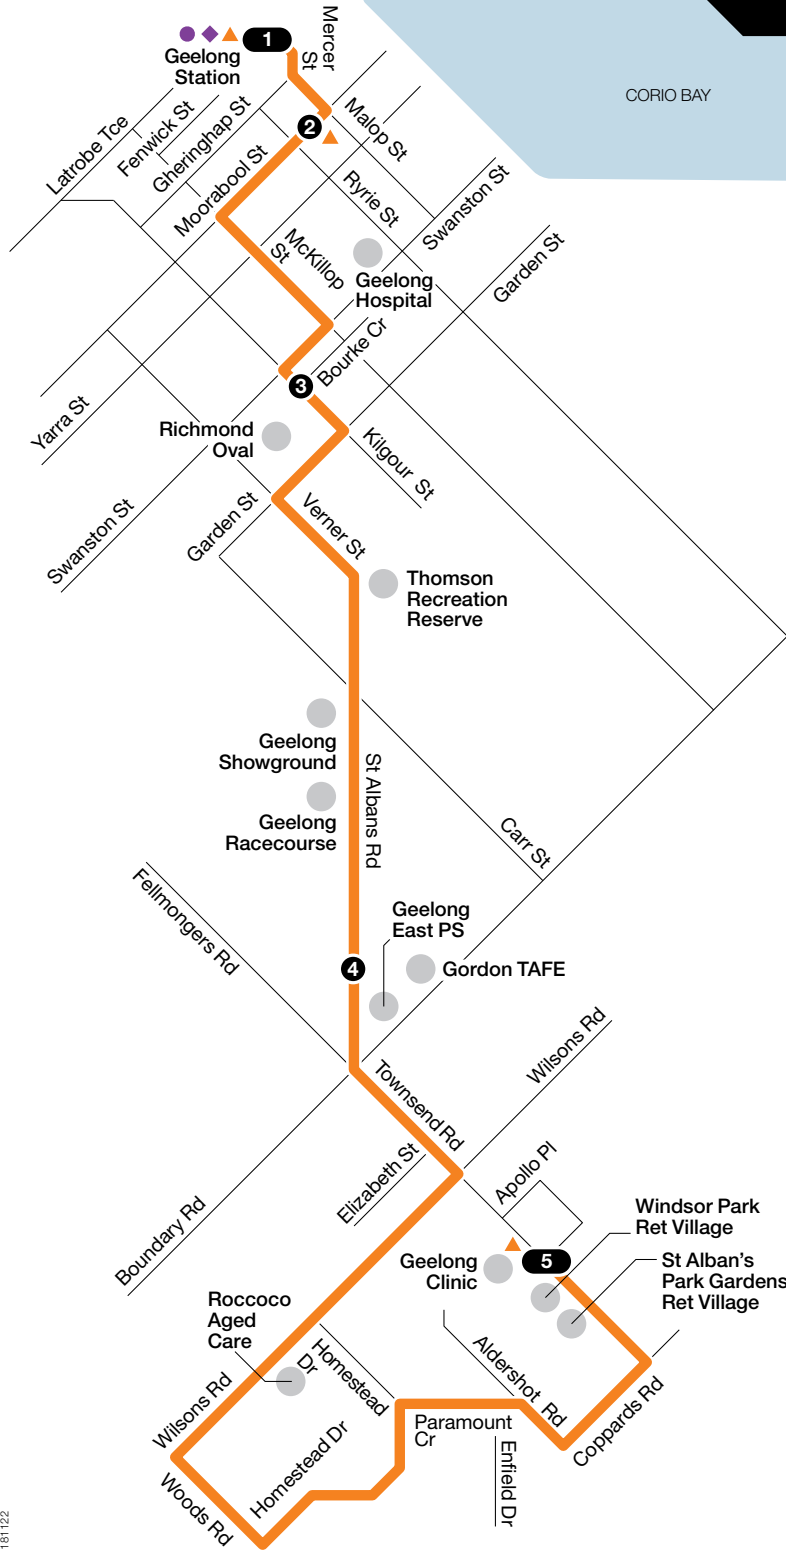 1
Mercer
St
Geelong
Station
CORIO BAY
2
Malop St
Latrobe Tce
Fenwick St
Gheringhap St
Moorabool St
Ryrie St
Swanston St
McKillop
St
Geelong
Hospital
Garden St
Bourke Cr
3
Yarra St
Richmond
Oval
Kilgour St
Swanston St
Garden St
Verner St
Thomson
Recreation
Reserve
Geelong
Showground
St Albans Rd
Geelong
Racecourse
Carr St
Fellmongers Rd
Geelong
East PS
4
Gordon TAFE
Wilsons Rd
Townsend Rd
Elizabeth St
Apollo Pl
Boundary Rd
Windsor Park
Ret Village
5
Geelong
Clinic
St Alban's
Park Gardens
Ret Village
Roccoco
Aged
Care
Homestead
Dr
Aldershot Rd
Wilsons Rd
Coppards Rd
Paramount
Cr
Homestead Dr
Enfield Dr
Woods Rd
181122